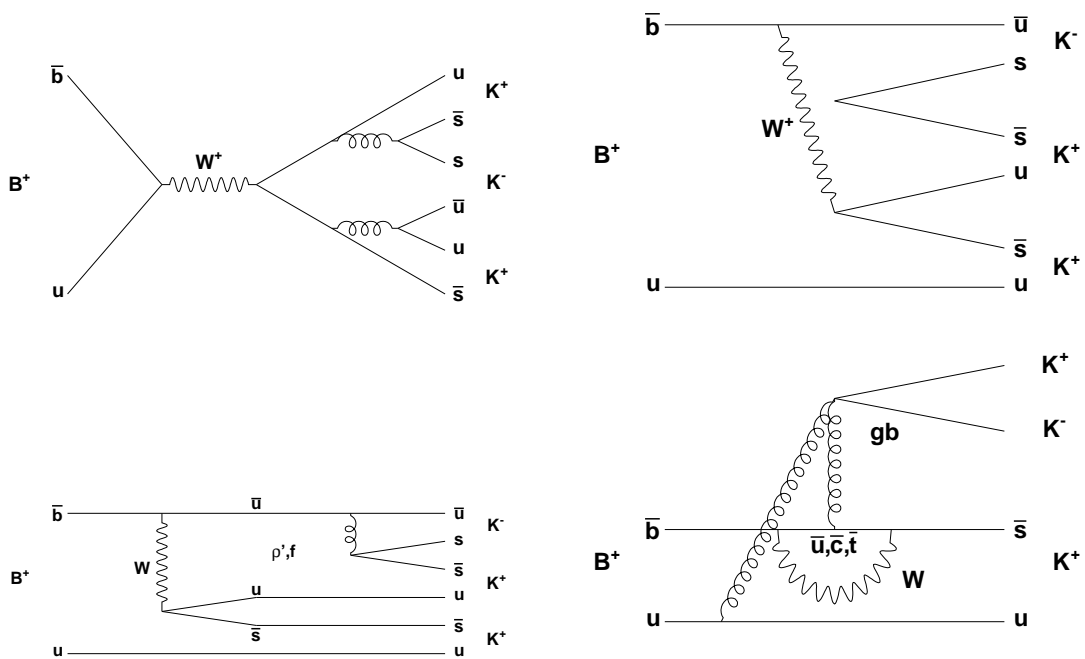 b̅
u
K⁺
s̅
W⁺
s
B⁺
K⁻
u̅
u
K⁺
u
s̅
b̅
u̅
K⁻
s
W⁺
s̅
B⁺
K⁺
u
s̅
K⁺
u
u
b̅
u̅
u̅
K⁻
s
ρ',f
W
s̅
B⁺
K⁺
u
u
s̅
s̅
K⁺
u
u
K⁺
gb
K⁻
b̅
s̅
u̅,c̅,t̅
B⁺
W
K⁺
u
u